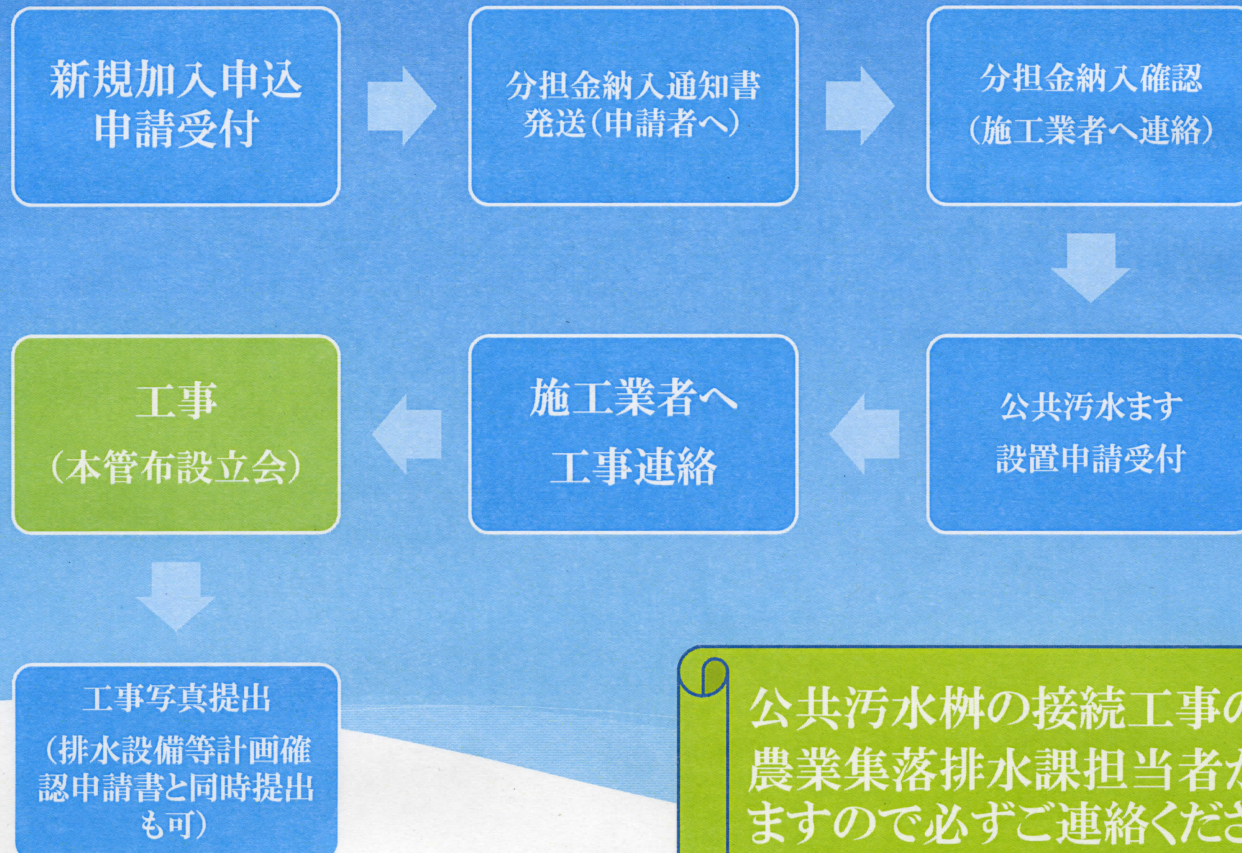 新規加入申込
申請受付
分担金納入通知書
発送(申請者へ)
分担金納入確認
(施工業者へ連絡)
公共汚水ます
設置申請受付
施工業者へ
工事連絡
工事
(本管布設立会)
工事写真提出
(排水設備等計画確
認申請書と同時提出
も可)
公共汚水桝の接続工事の
農業集落排水課担当者が
ますので必ずご連絡くださ